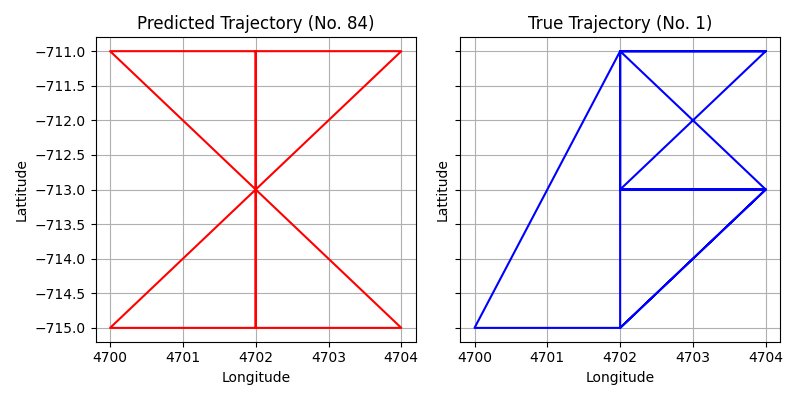 Predicted Trajectory (No. 84)
True Trajectory (No. 1)
−711.0
−711.5
−712.0
−712.5
−713.0
−713.5
−714.0
−714.5
−715.0
Lattitude
Lattitude
4700 4701 4702 4703 4704
4700 4701 4702 4703 4704
Longitude
Longitude